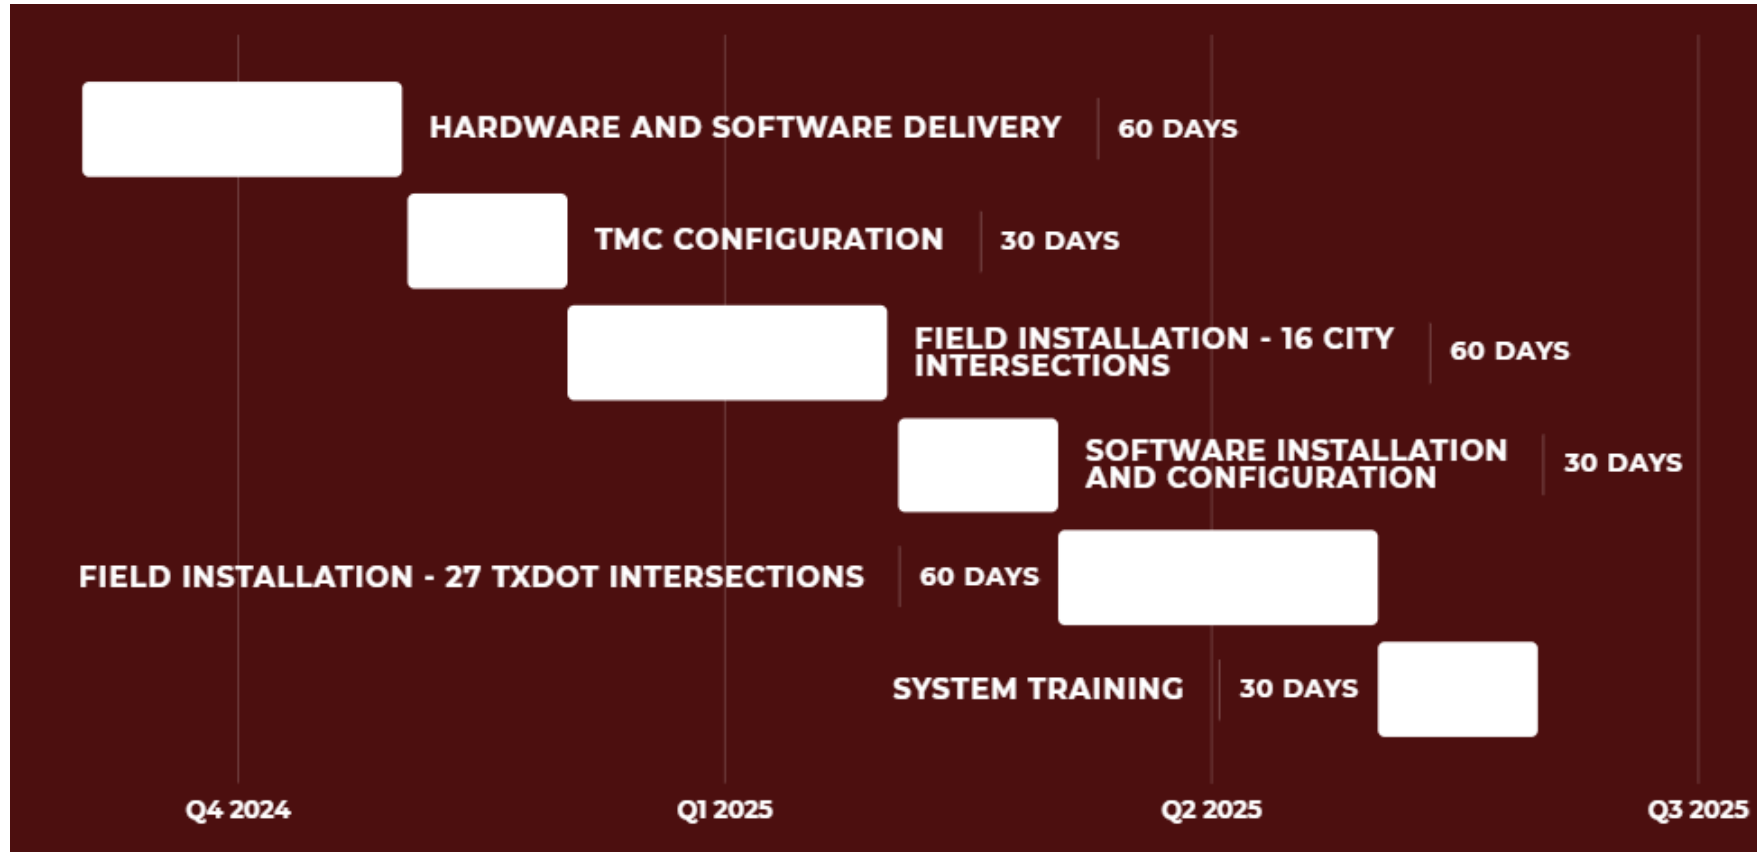 HARDWARE AND SOFTWARE DELIVERY 60 DAYS
TMC CONFIGURATION 30 DAYS
FIELD INSTALLATION - 16 CITY
INTERSECTIONS
60 DAYS
SOFTWARE INSTALLATION
AND CONFIGURATION
30 DAYS
FIELD INSTALLATION - 27 TXDOT INTERSECTIONS 60 DAYS
SYSTEM TRAINING 30 DAYS
Q4 2024 Q1 2025 Q2 2025 Q3 2025